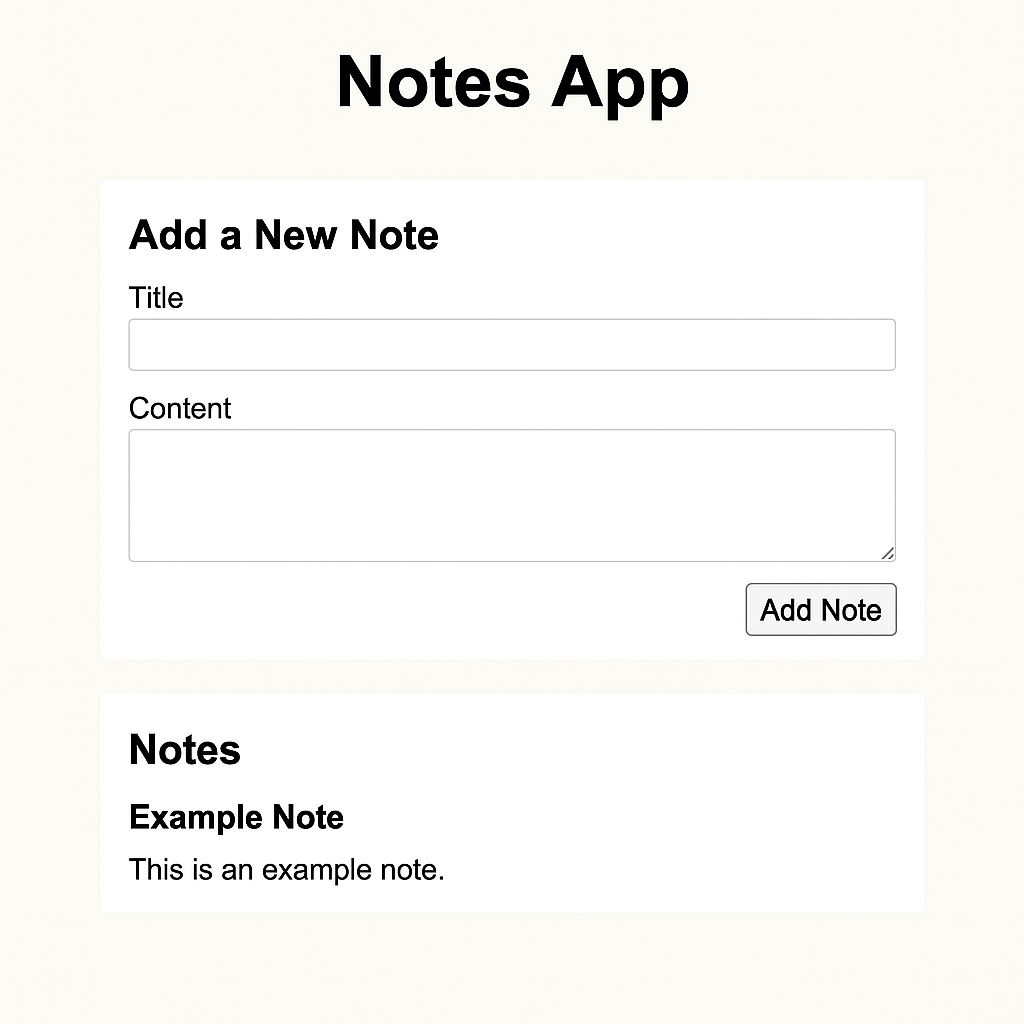 Notes App
Add a New Note
Title
Content
Add Note
Notes
Example Note
This is an example note.